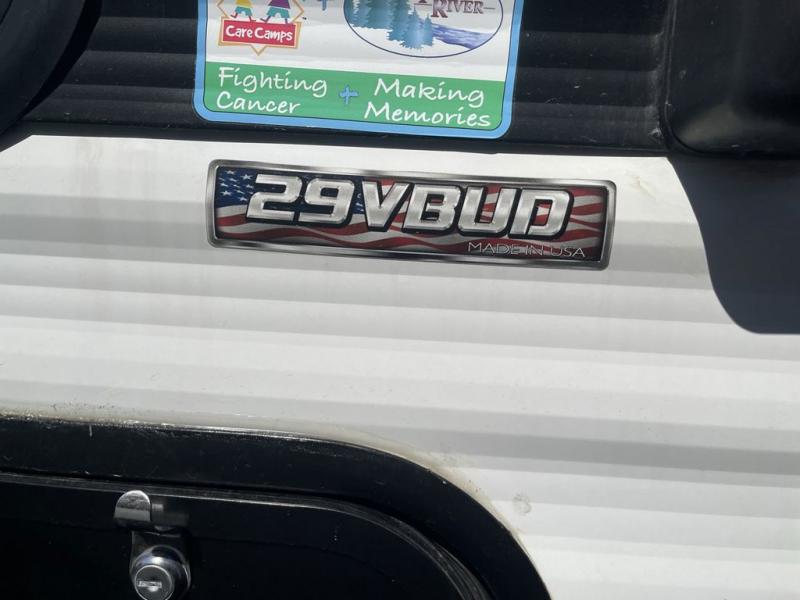 Care Camps
RIVER
Fighting
Cancer
+
Making
Memories
29VBUD
MADE IN USA